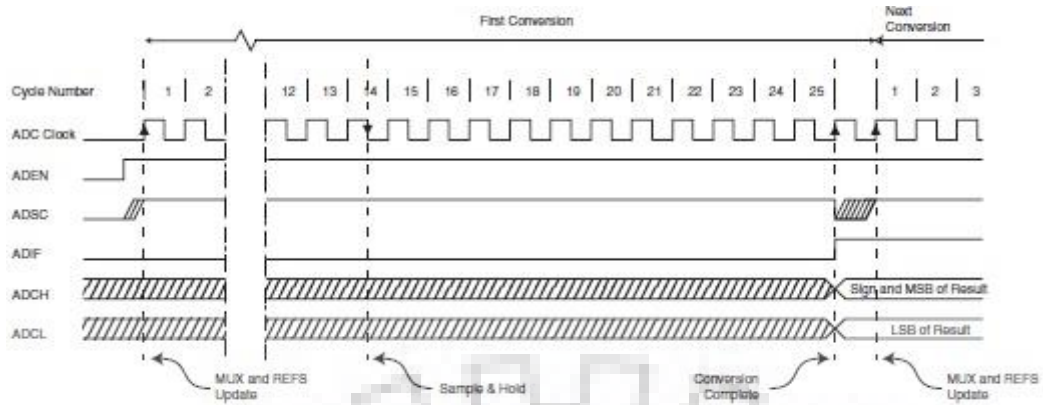 First Conversion
Next
Conversion
Cycle Number 1 2 12 13 14 15 16 17 18 19 20 21 22 23 24 25 1 2 3
ADC Clock
ADEN
ADSC
ADIF
ADCH Sign and MSB of Result
ADCL LSB of Result
MUX and REFS
Update
Sample & Hold
Conversion
Complete
MUX and REFS
Update